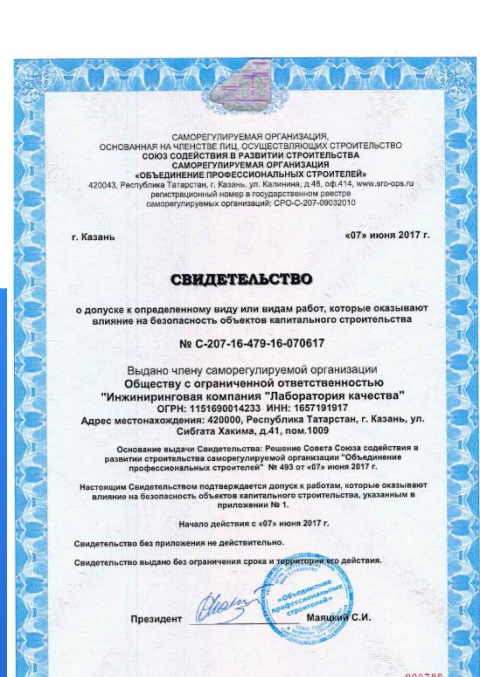 САМОРЕГУЛИРУЕМАЯ ОРГАНИЗАЦИЯ,
ОСНОВАННАЯ НА ЧЛЕНСТВЕ ЛИЦ, ОСУЩЕСТВЛЯЮЩИХ СТРОИТЕЛЬСТВО
СОЮЗ СОДЕЙСТВИЯ В РАЗВИТИИ СТРОИТЕЛЬСТВА
САМОРЕГУЛИРУЕМАЯ ОРГАНИЗАЦИЯ
«ОБЪЕДИНЕНИЕ ПРОФЕССИОНАЛЬНЫХ СТРОИТЕЛЕЙ»
420043, Республика Татарстан, г. Казань, ул. Калинина, д.48, оф.414, www.sro-ops.ru
регистрационный номер в государственном реестре
саморегулируемых организаций: СРО-С-207-09032010
г. Казань «07» июня 2017 г.
СВИДЕТЕЛЬСТВО
о допуске к определенному виду или видам работ, которые оказывают
влияние на безопасность объектов капитального строительства
№ С-207-16-479-16-070617
Выдано члену саморегулируемой организации
Обществу с ограниченной ответственностью
"Инжиниринговая компания "Лаборатория качества"
ОГРН: 1151690014233 ИНН: 1657191917
Адрес местонахождения: 420000, Республика Татарстан, г. Казань, ул.
Сибгата Хакима, д.41, пом.1009
Основание выдачи Свидетельства: Решение Совета Союза содействия в
развитии строительства саморегулируемой организации "Объединение
профессиональных строителей" № 493 от «07» июня 2017 г.
Настоящим Свидетельством подтверждается допуск к работам, которые оказывают
влияние на безопасность объектов капитального строительства, указанным в
приложении № 1.
Начало действия с «07» июня 2017 г.
Свидетельство без приложения не действительно.
Свидетельство выдано без ограничения срока и территории его действия.
«Объединение
профессиональных
строителей»
Президент Маяцкий С.И.